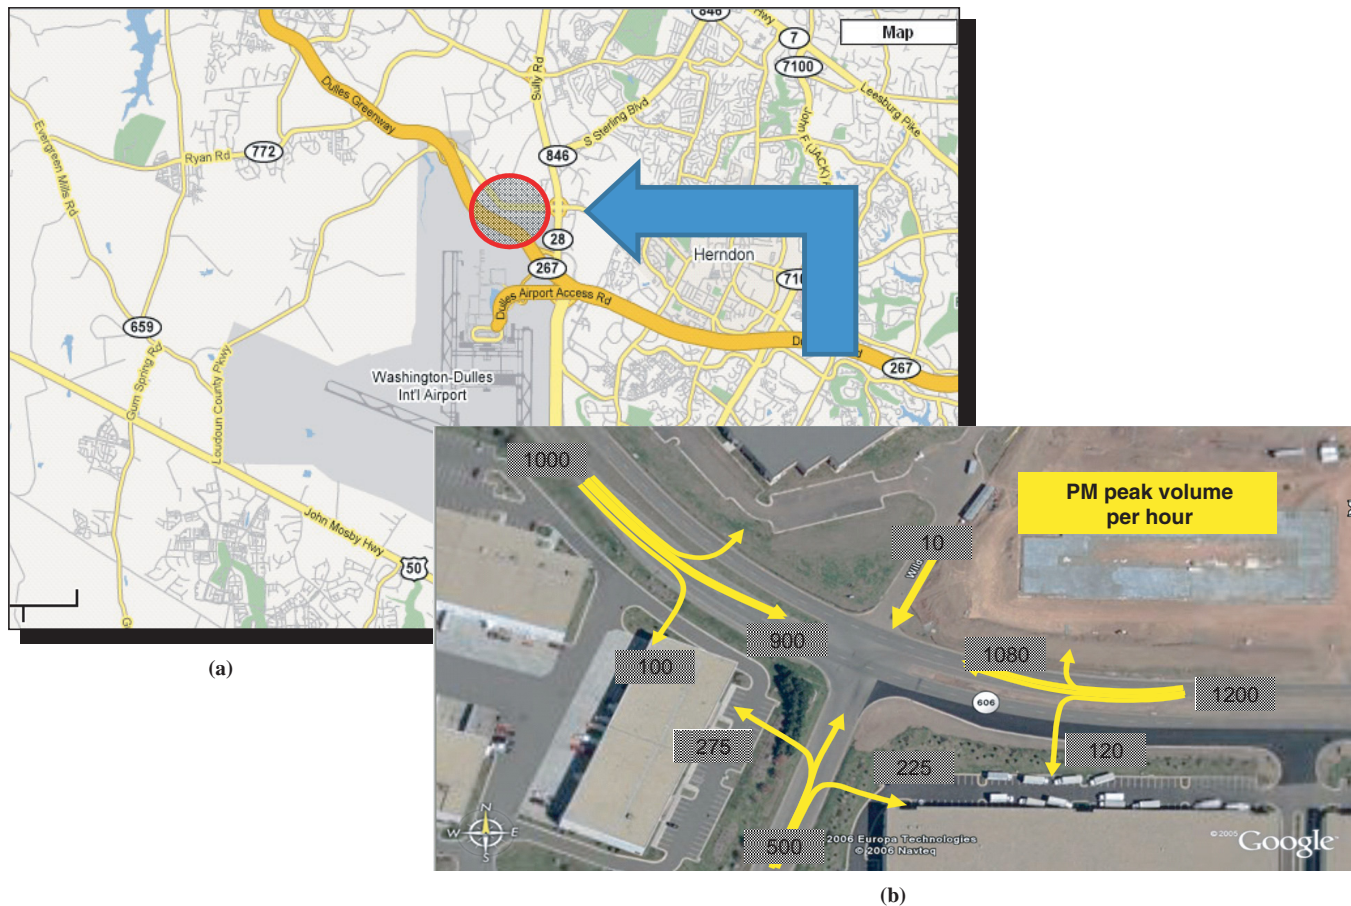 846
Hwy
7
Map
7100
Sully Rd
Leesburg Pike
Dulles Greenway
S Sterling Blvd
John F (JACK)
Evergreen Mills Rd
772
Ryan Rd
846
28
Herndon
267
710
Dulles Airport Access Rd
659
267
Gum Spring Rd
Loudoun County Pkwy
Washington-Dulles
Int'l Airport
John Mosby Hwy
50
(a)
1000
PM peak volume
per hour
10
900
1080
100
1200
606
275
120
225
N
W E
S
500
2006 Europa Technologies
© 2006 Navteq
© 2005 Google
(b)